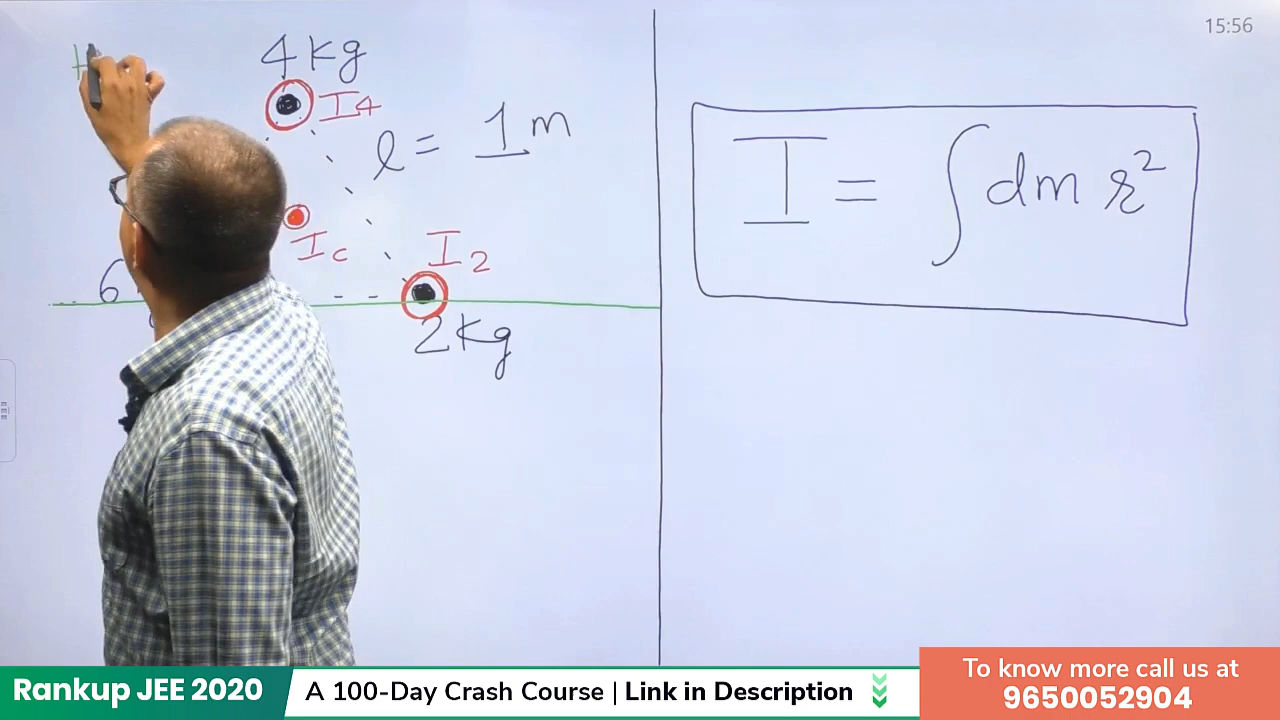 15:56
4 kg
I4
l = 1 m
Ic
I2
6
2 kg
I = ∫ dm r²
Rankup JEE 2020
A 100-Day Crash Course | Link in Description
To know more call us at
9650052904